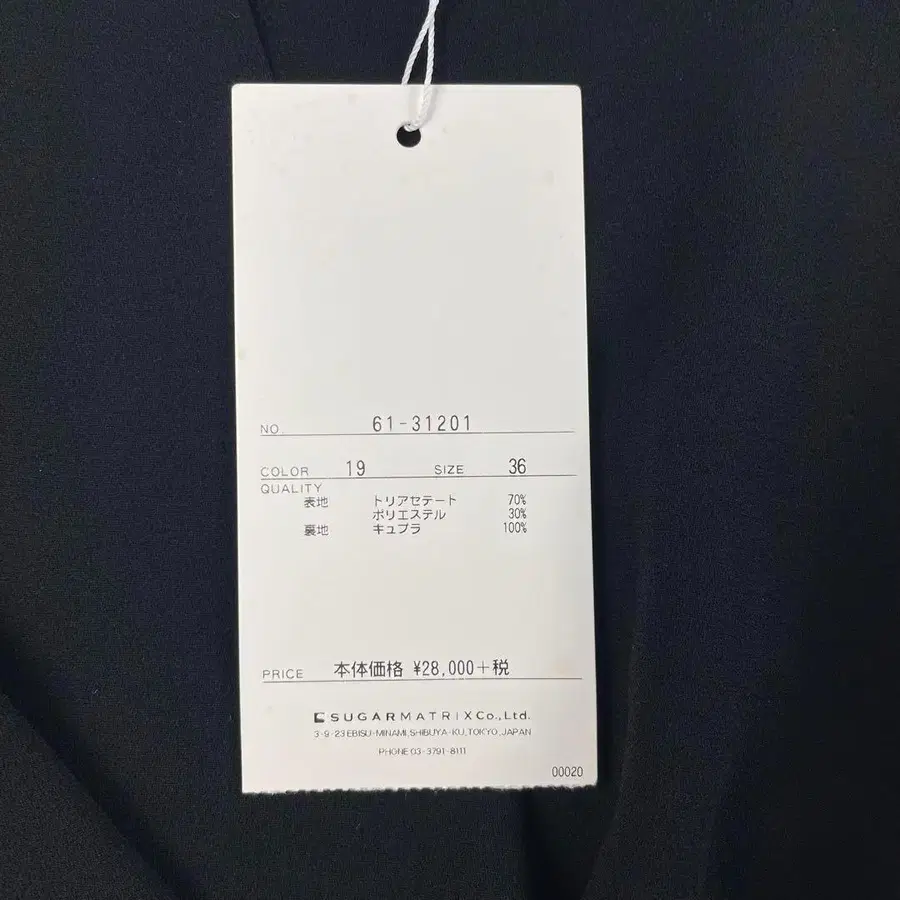 NO. 61-31201
COLOR 19 SIZE 36
QUALITY
表地 トリアセテート 70%
ポリエステル 30%
裏地 キュプラ 100%
PRICE 本体価格 ¥28,000+税
SUGARMATRIX Co., Ltd.
3-9-23 EBISU-MINAMI, SHIBUYA-KU, TOKYO, JAPAN
PHONE 03-3791-8111
00020